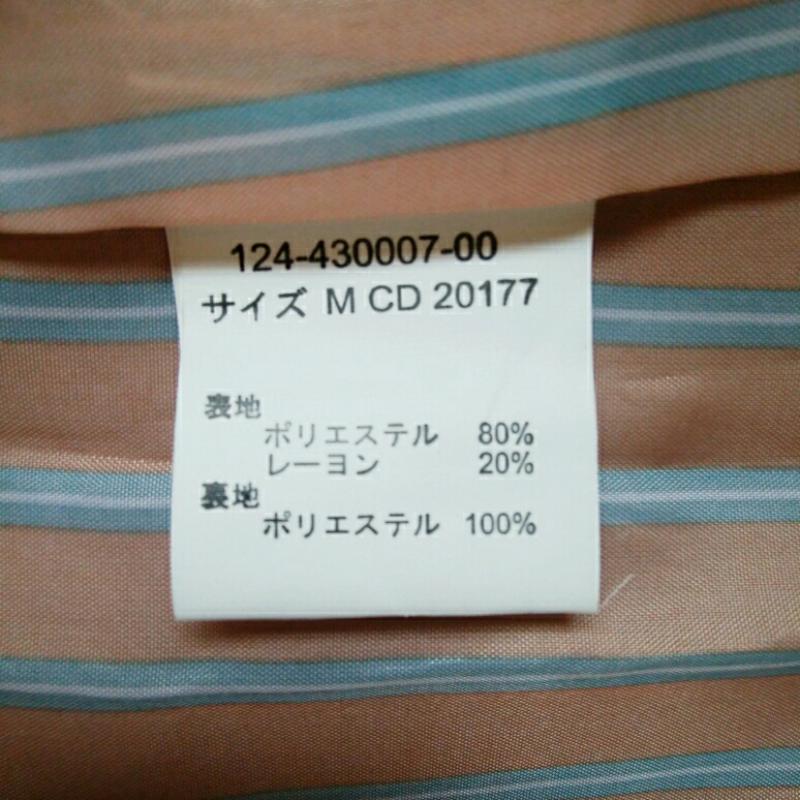 124-430007-00
サイズ M CD 20177
表地
ポリエステル 80%
レーヨン 20%
裏地
ポリエステル 100%